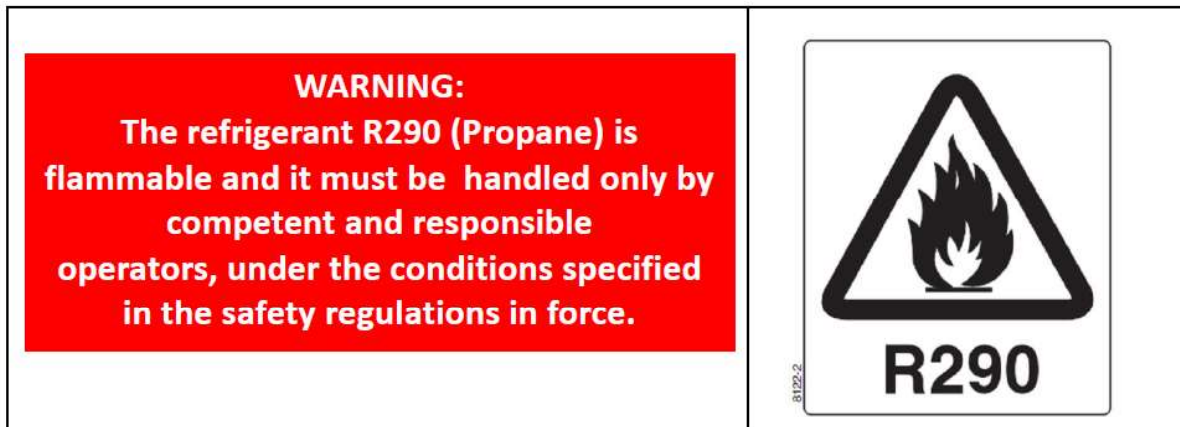 WARNING:
The refrigerant R290 (Propane) is
flammable and it must be handled only by
competent and responsible
operators, under the conditions specified
in the safety regulations in force.
R290
8122-2